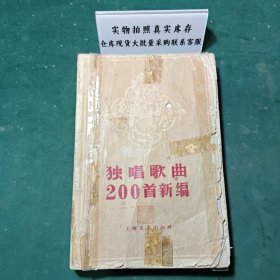 实物拍照真实库存
仓库现货大批量采购联系客服
独唱歌曲
200首新编
上海文艺出版社